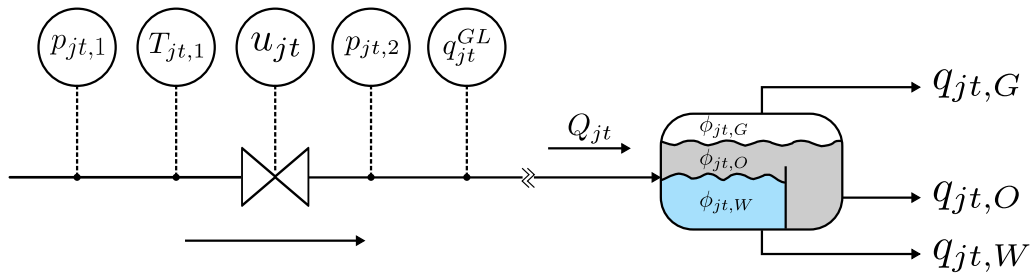 p_{jt,1} T_{jt,1} u_{jt} p_{jt,2} q_{jt}^{GL}
q_{jt,G}
Q_{jt}
ϕ_{jt,G}
ϕ_{jt,O}
ϕ_{jt,W}
q_{jt,O}
q_{jt,W}